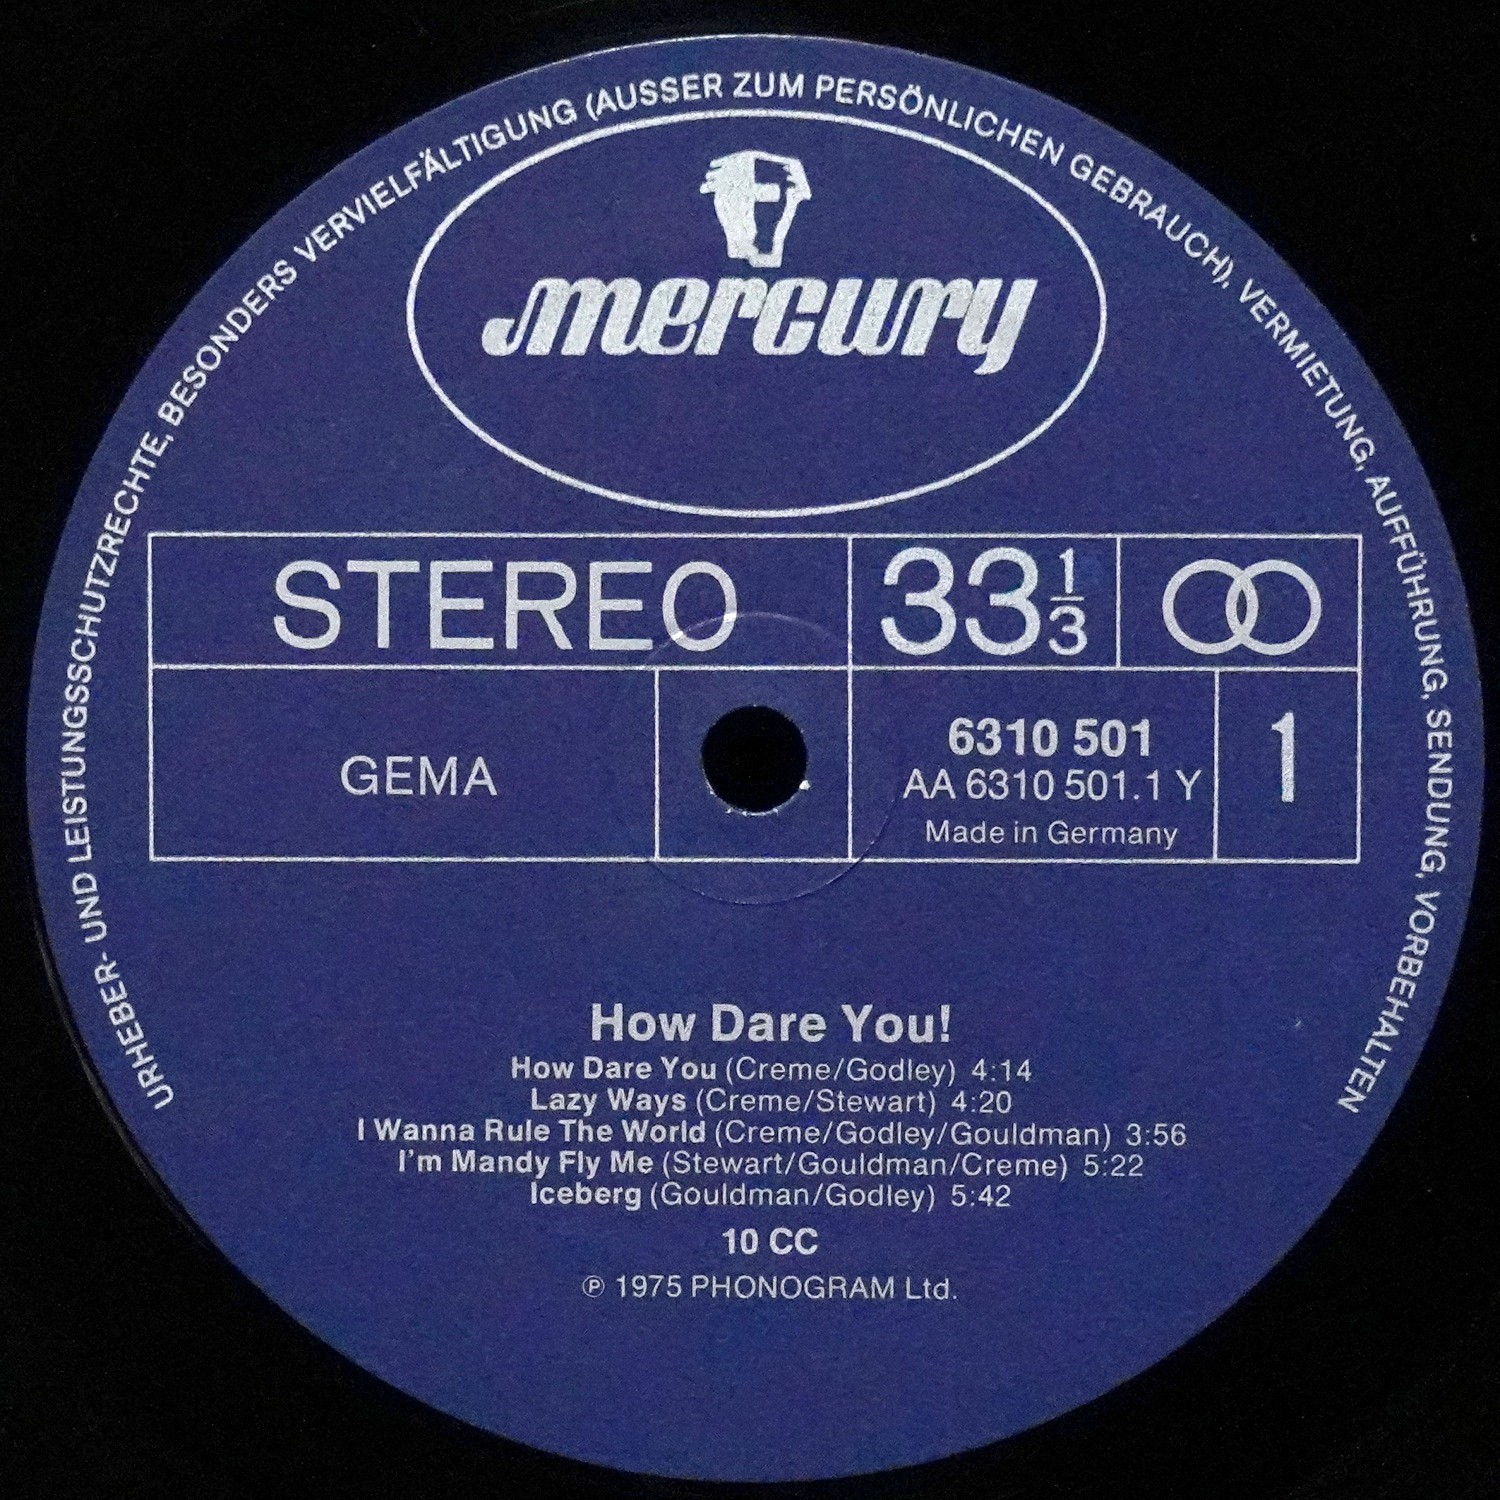 URHEBER- UND LEISTUNGSSCHUTZRECHTE, BESONDERS VERVIELFÄLTIGUNG (AUSSER ZUM PERSÖNLICHEN GEBRAUCH), VERMIETUNG, AUFFÜHRUNG, SENDUNG, VORBEHALTEN
mercury
STEREO 33 1/3
GEMA
6310 501
AA 6310 501.1 Y
Made in Germany
1
How Dare You!
How Dare You (Creme/Godley) 4:14
Lazy Ways (Creme/Stewart) 4:20
I Wanna Rule The World (Creme/Godley/Gouldman) 3:56
I'm Mandy Fly Me (Stewart/Gouldman/Creme) 5:22
Iceberg (Gouldman/Godley) 5:42
10 CC
℗ 1975 PHONOGRAM Ltd.